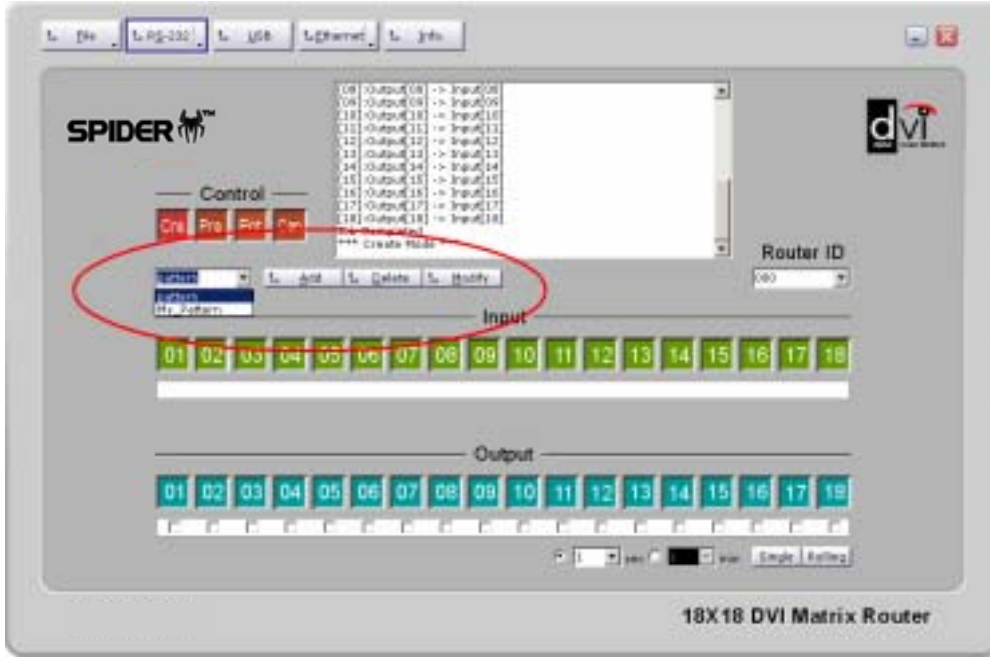 File RS-232 USB Ethernet Info
SPIDER™
dvi
[08]:Output[08] -> Input[08]
[09]:Output[09] -> Input[09]
[10]:Output[10] -> Input[10]
[11]:Output[11] -> Input[11]
[12]:Output[12] -> Input[12]
[13]:Output[13] -> Input[13]
[14]:Output[14] -> Input[14]
[15]:Output[15] -> Input[15]
[16]:Output[16] -> Input[16]
[17]:Output[17] -> Input[17]
[18]:Output[18] -> Input[18]
*** Create Mode
Control
Cre Pro Ent Can
Router ID
000
pattern Add Delete Modify
pattern
My_Pattern
Input
01 02 03 04 05 06 07 08 09 10 11 12 13 14 15 16 17 18
Output
01 02 03 04 05 06 07 08 09 10 11 12 13 14 15 16 17 18
1 sec 1 min Single Rolling
18X18 DVI Matrix Router